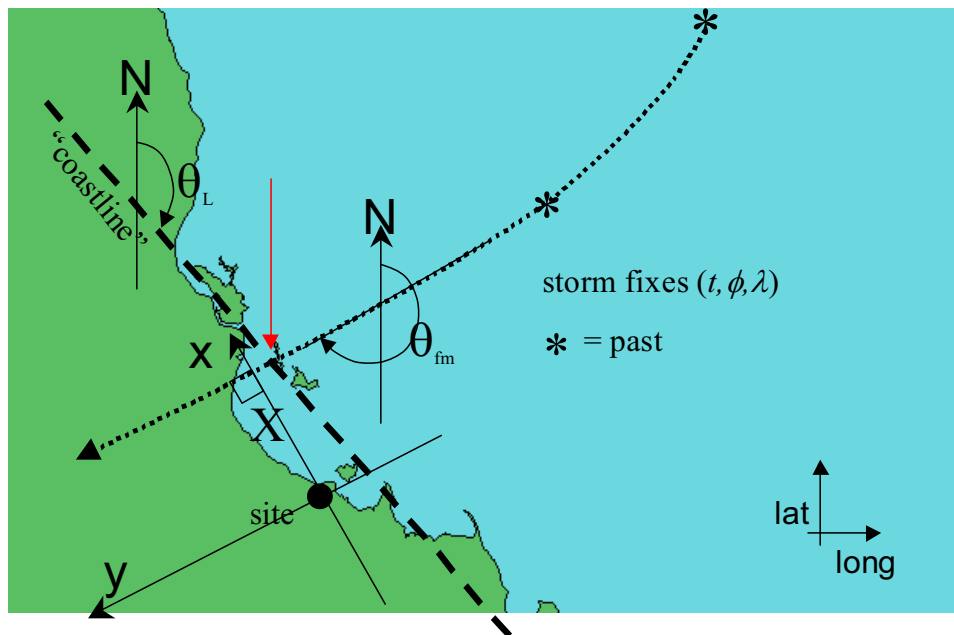 N
“coastline”
θL
N
storm fixes (t, ϕ, λ)
θfm
* = past
x
X
site
lat
long
y